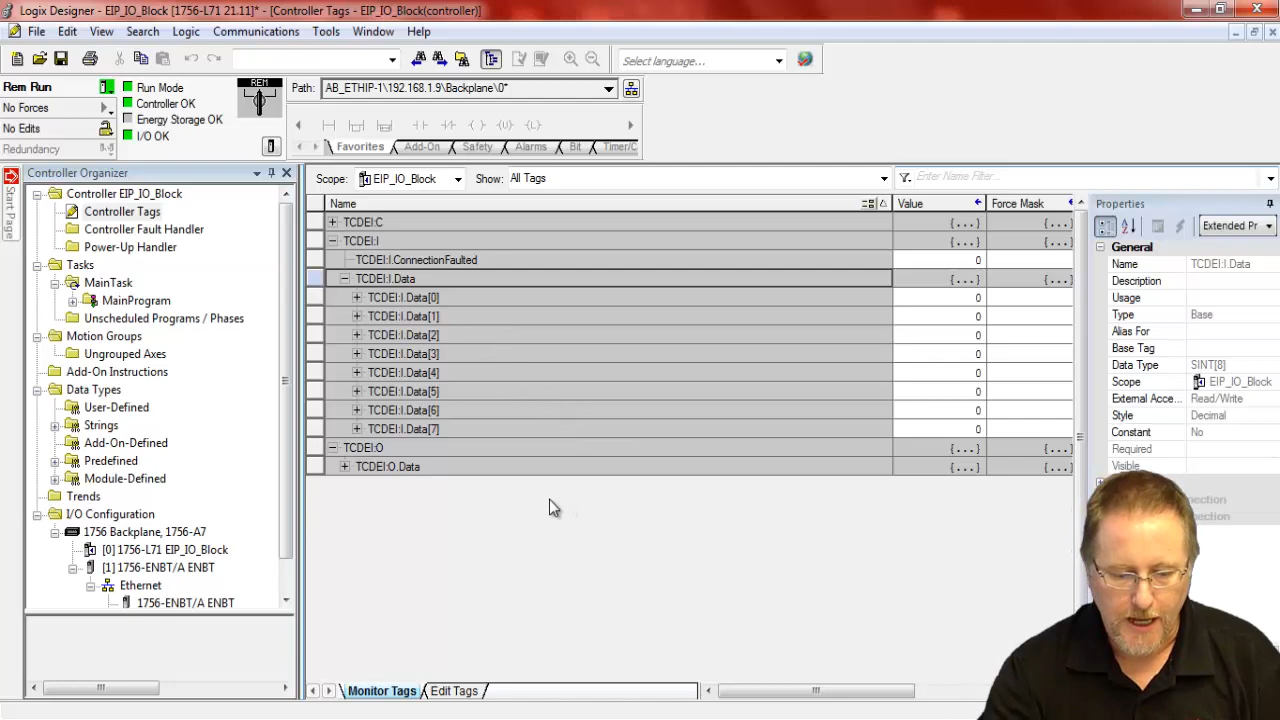 Logix Designer - EIP_IO_Block [1756-L71 21.11]* - [Controller Tags - EIP_IO_Block(controller)]
File Edit View Search Logic Communications Tools Window Help
Select language...
Rem Run
No Forces
No Edits
Redundancy
Run Mode
Controller OK
Energy Storage OK
I/O OK
REM
Path: AB_ETHIP-1\192.168.1.9\Backplane\0*
Favorites Add-On Safety Alarms Bit Timer/C
Start Page
Controller Organizer
Controller EIP_IO_Block
Controller Tags
Controller Fault Handler
Power-Up Handler
Tasks
MainTask
MainProgram
Unscheduled Programs / Phases
Motion Groups
Ungrouped Axes
Add-On Instructions
Data Types
User-Defined
Strings
Add-On-Defined
Predefined
Module-Defined
Trends
I/O Configuration
1756 Backplane, 1756-A7
[0] 1756-L71 EIP_IO_Block
[1] 1756-ENBT/A ENBT
Ethernet
1756-ENBT/A ENBT
Scope: EIP_IO_Block Show: All Tags Enter Name Filter...
Name Value Force Mask
TCDEI:C {...} {...}
TCDEI:I {...} {...}
TCDEI:I.ConnectionFaulted 0
TCDEI:I.Data {...} {...}
TCDEI:I.Data[0] 0
TCDEI:I.Data[1] 0
TCDEI:I.Data[2] 0
TCDEI:I.Data[3] 0
TCDEI:I.Data[4] 0
TCDEI:I.Data[5] 0
TCDEI:I.Data[6] 0
TCDEI:I.Data[7] 0
TCDEI:O {...} {...}
TCDEI:O.Data {...} {...}
Monitor Tags Edit Tags
Properties
Extended Pr
General
Name TCDEI:I.Data
Description
Usage
Type Base
Alias For
Base Tag
Data Type SINT[8]
Scope EIP_IO_Block
External Acce... Read/Write
Style Decimal
Constant No
Required
Visible